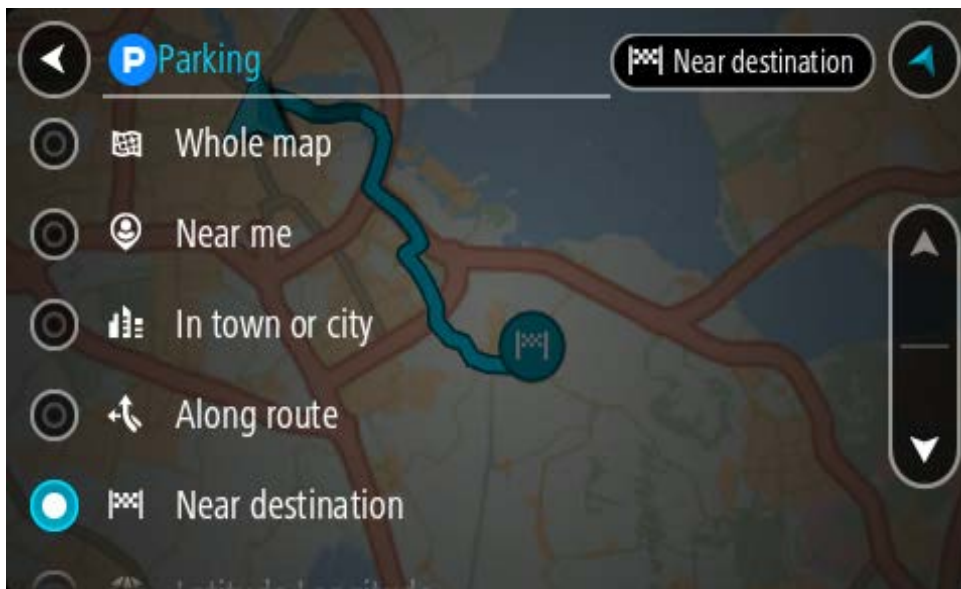 P Parking
Near destination
Whole map
Near me
In town or city
Along route
Near destination